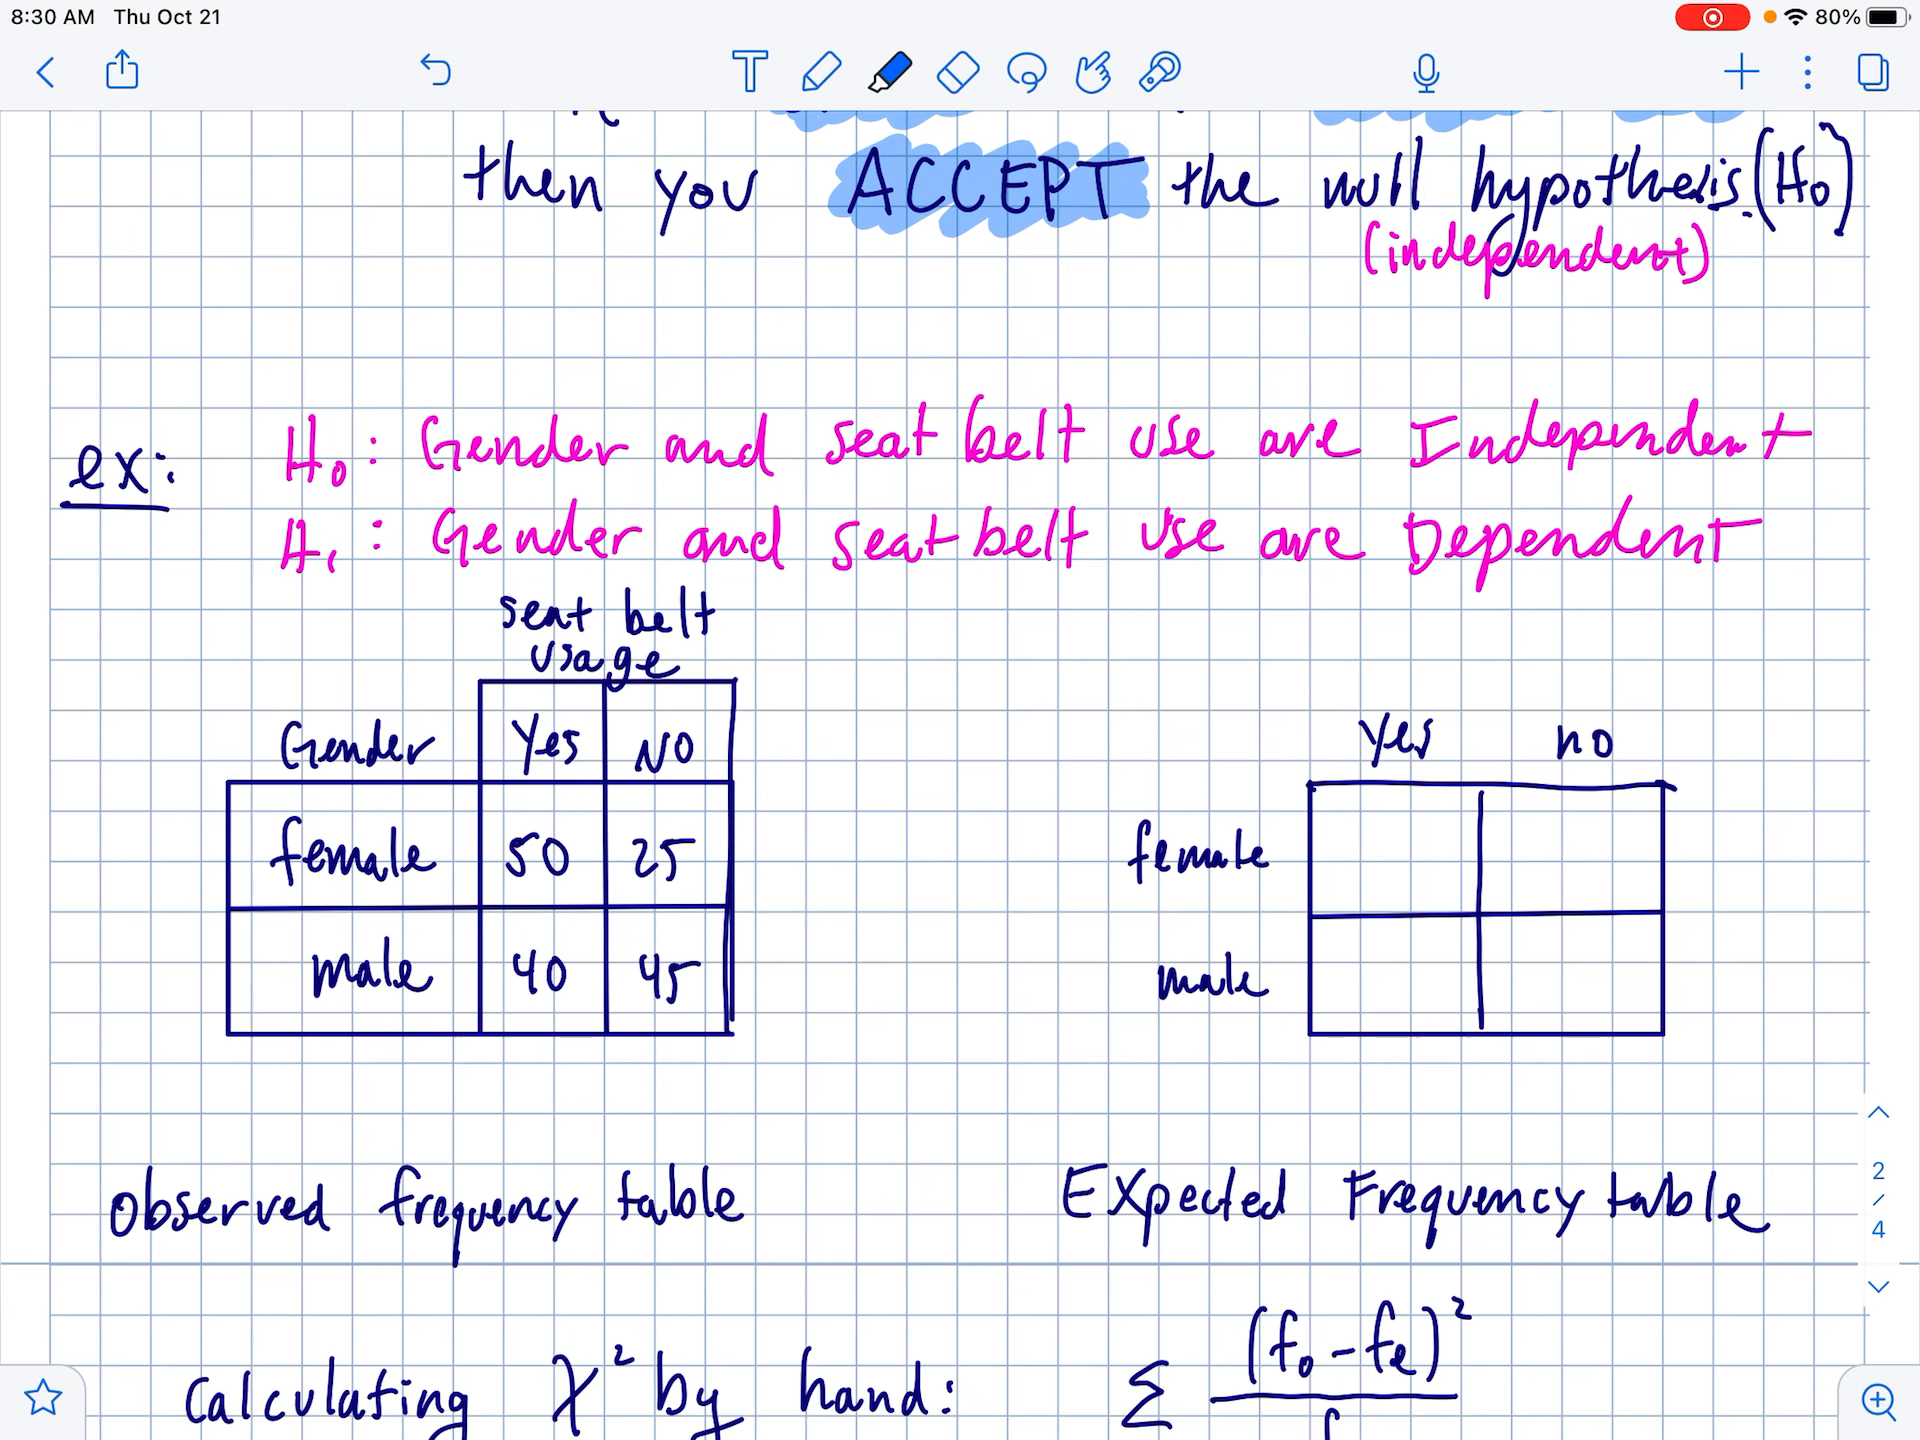 8:30 AM Thu Oct 21
80%
T
then you ACCEPT the null hypothesis. (H₀)
(independent)
ex: H₀: Gender and seat belt use are Independent
H₁: Gender and seat belt use are Dependent
seat belt
usage
Gender Yes NO
female 50 25
male 40 45
yes no
female
male
Observed frequency table
Expected Frequency table
2
/
4
Calculating χ² by hand: Σ (f₀ - fₑ)²